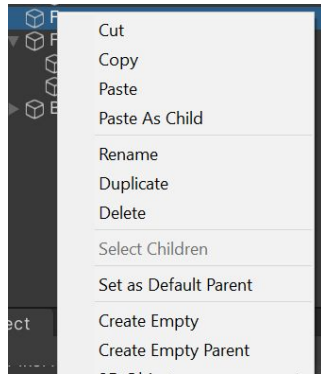 Cut
Copy
Paste
Paste As Child
Rename
Duplicate
Delete
Select Children
Set as Default Parent
Create Empty
Create Empty Parent